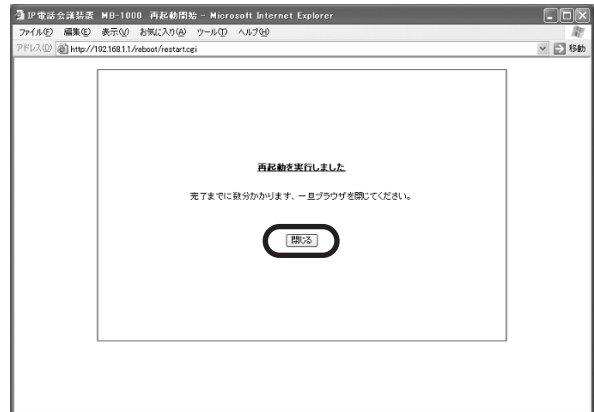 IP電話会議装置 MB-1000 再起動開始 - Microsoft Internet Explorer
ファイル(F) 編集(E) 表示(V) お気に入り(A) ツール(T) ヘルプ(H)
アドレス(D) http://192.168.1.1/reboot/restart.cgi 移動
再起動を実行しました
完了までに数分かかります、一旦ブラウザを閉じてください。
閉じる